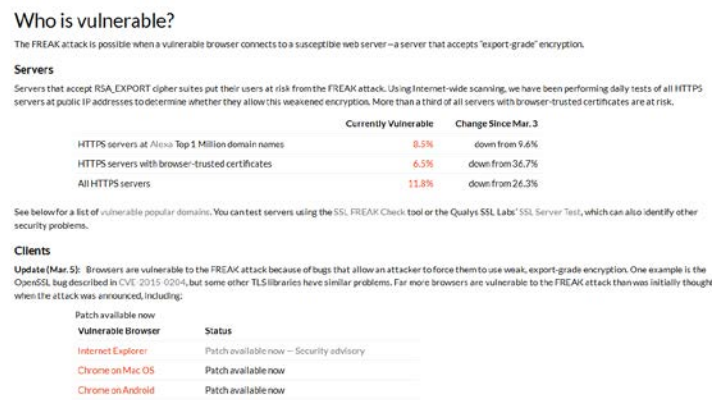 Who is vulnerable?
The FREAK attack is possible when a vulnerable browser connects to a susceptible web server—a server that accepts "export-grade" encryption.
Servers
Servers that accept RSA_EXPORT cipher suites put their users at risk from the FREAK attack. Using Internet-wide scanning, we have been performing daily tests of all HTTPS
servers at public IP addresses to determine whether they allow this weakened encryption. More than a third of all servers with browser-trusted certificates are at risk.
Currently Vulnerable Change Since Mar. 3
HTTPS servers at Alexa Top 1 Million domain names 8.5% down from 9.6%
HTTPS servers with browser-trusted certificates 6.5% down from 36.7%
All HTTPS servers 11.8% down from 26.3%
See below for a list of vulnerable popular domains. You can test servers using the SSL FREAK Check tool or the Qualys SSL Labs' SSL Server Test, which can also identify other
security problems.
Clients
Update (Mar. 5): Browsers are vulnerable to the FREAK attack because of bugs that allow an attacker to force them to use weak, export-grade encryption. One example is the
OpenSSL bug described in CVE-2015-0204, but some other TLS libraries have similar problems. Far more browsers are vulnerable to the FREAK attack than was initially thought
when the attack was announced, including:
Patch available now
Vulnerable Browser Status
Internet Explorer Patch available now — Security advisory
Chrome on Mac OS Patch available now
Chrome on Android Patch available now